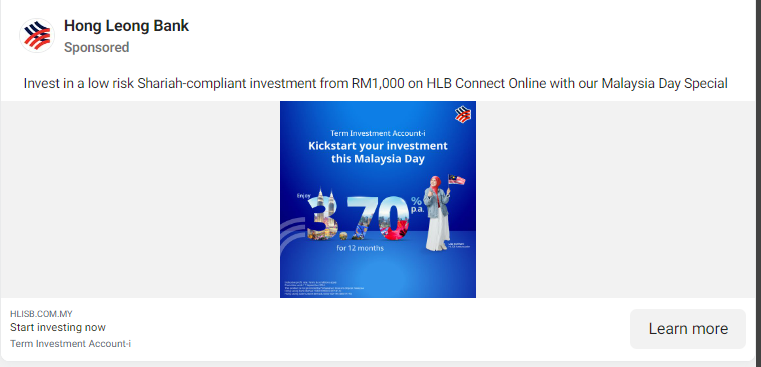 Hong Leong Bank
Sponsored
Invest in a low risk Shariah-compliant investment from RM1,000 on HLB Connect Online with our Malaysia Day Special
Term Investment Account-i
Kickstart your investment
this Malaysia Day
Enjoy
3.70% p.a.
for 12 months
HLISB.COM.MY
Start investing now
Term Investment Account-i
Learn more